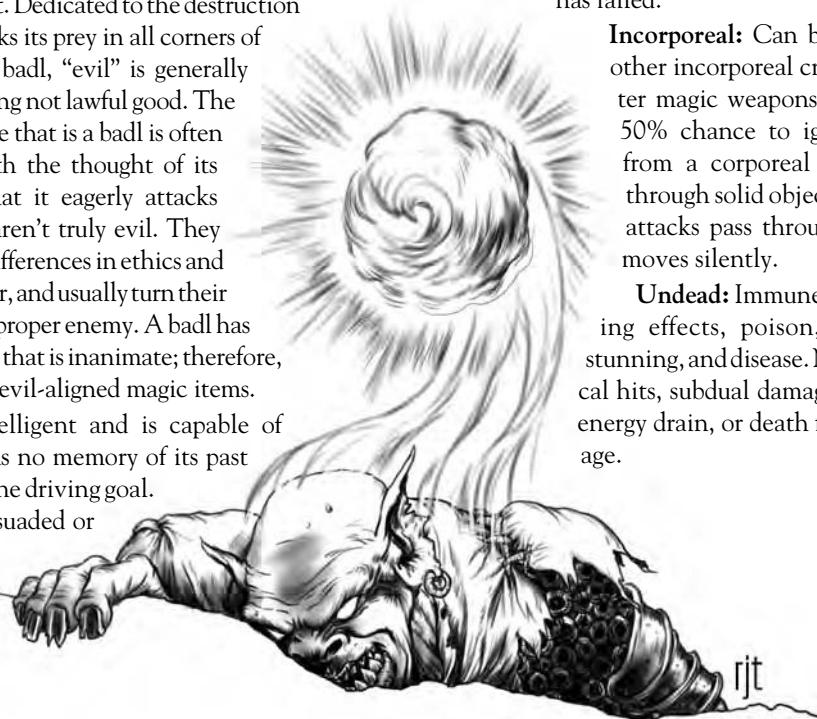 t. Dedicated to the destruction
ks its prey in all corners of
badl, “evil” is generally
ng not lawful good. The
e that is a badl is often
th the thought of its
at it eagerly attacks
ren't truly evil. They
fferences in ethics and
r, and usually turn their
proper enemy. A badl has
that is inanimate; therefore,
evil-aligned magic items.
elligent and is capable of
s no memory of its past
ne driving goal.
suaded or
has failed.
Incorporeal: Can b
other incorporeal cr
ter magic weapons
50% chance to ig
from a corporeal
through solid objec
attacks pass throu
moves silently.
Undead: Immune
ing effects, poison,
stunning, and disease. N
cal hits, subdual damag
energy drain, or death f
age.
rjt